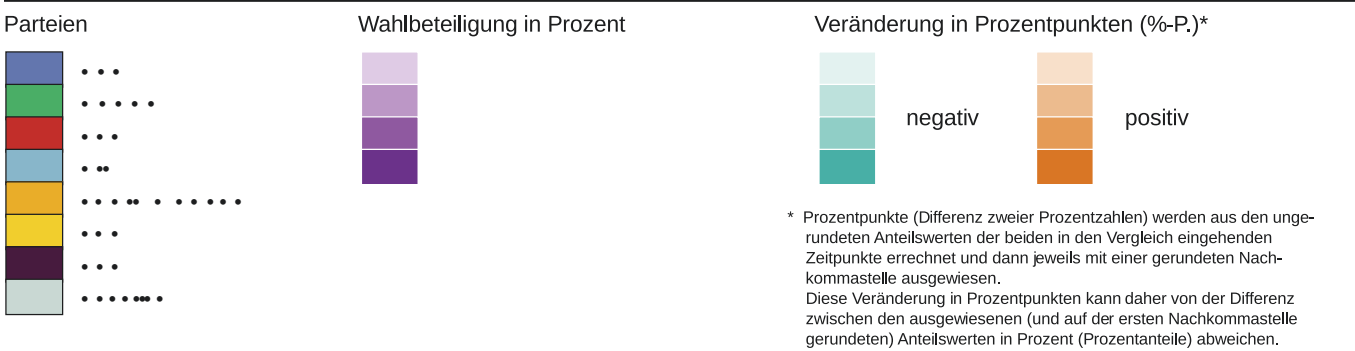 Parteien
Wahlbeteiligung in Prozent
Veränderung in Prozentpunkten (%-P.)*
negativ
positiv
* Prozentpunkte (Differenz zweier Prozentzahlen) werden aus den unge-
rundeten Anteilswerten der beiden in den Vergleich eingehenden
Zeitpunkte errechnet und dann jeweils mit einer gerundeten Nach-
kommastelle ausgewiesen.
Diese Veränderung in Prozentpunkten kann daher von der Differenz
zwischen den ausgewiesenen (und auf der ersten Nachkommastelle
gerundeten) Anteilswerten in Prozent (Prozentanteile) abweichen.